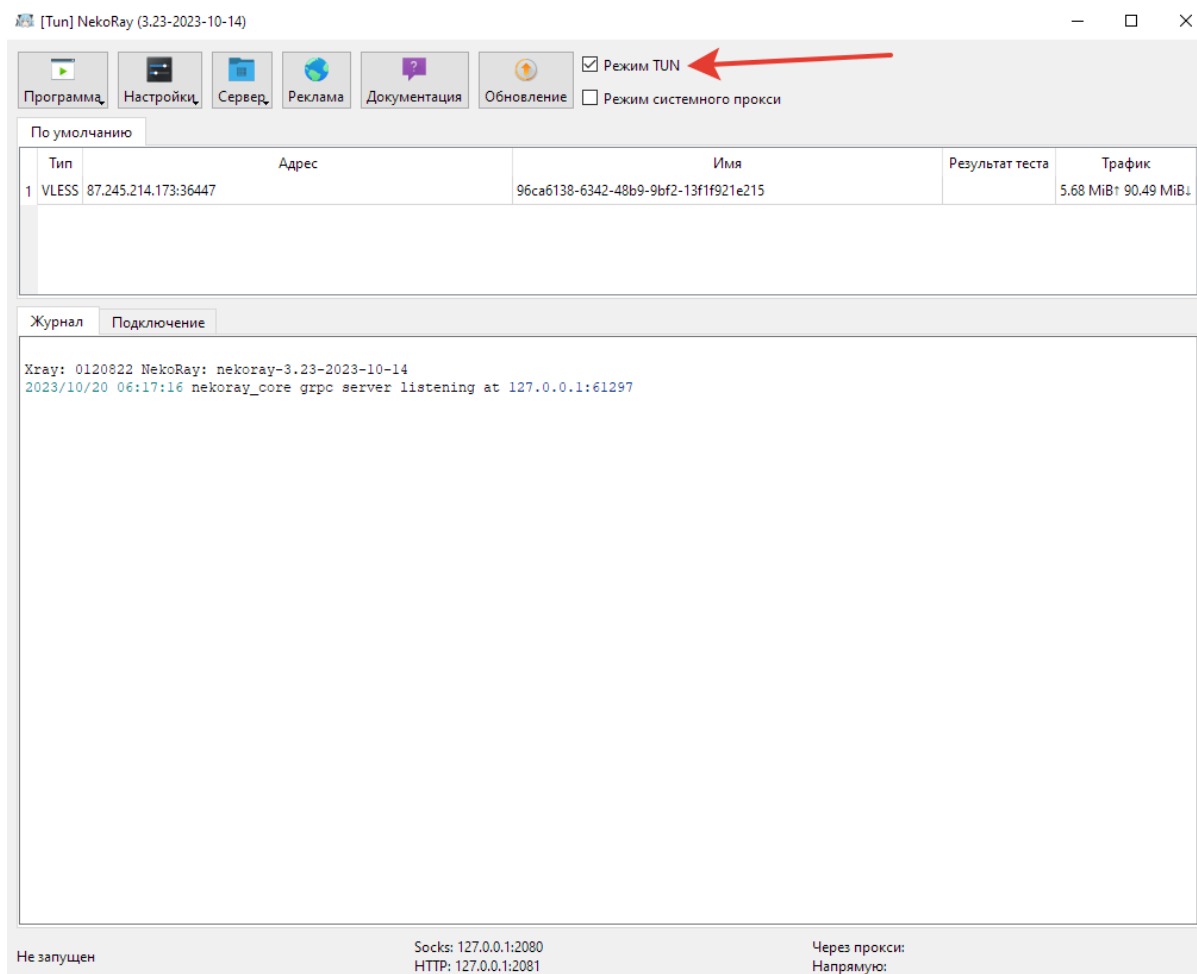 [Tun] NekoRay (3.23-2023-10-14)
Программа Настройки Сервер Реклама Документация Обновление
Режим TUN
Режим системного прокси
По умолчанию
Тип Адрес Имя Результат теста Трафик
1 VLESS 87.245.214.173:36447 96ca6138-6342-48b9-9bf2-13f1f921e215 5.68 MiB↑ 90.49 MiB↓
Журнал Подключение
Xray: 0120822 NekoRay: nekoray-3.23-2023-10-14
2023/10/20 06:17:16 nekoray_core grpc server listening at 127.0.0.1:61297
Не запущен
Socks: 127.0.0.1:2080
HTTP: 127.0.0.1:2081
Через прокси:
Напрямую: